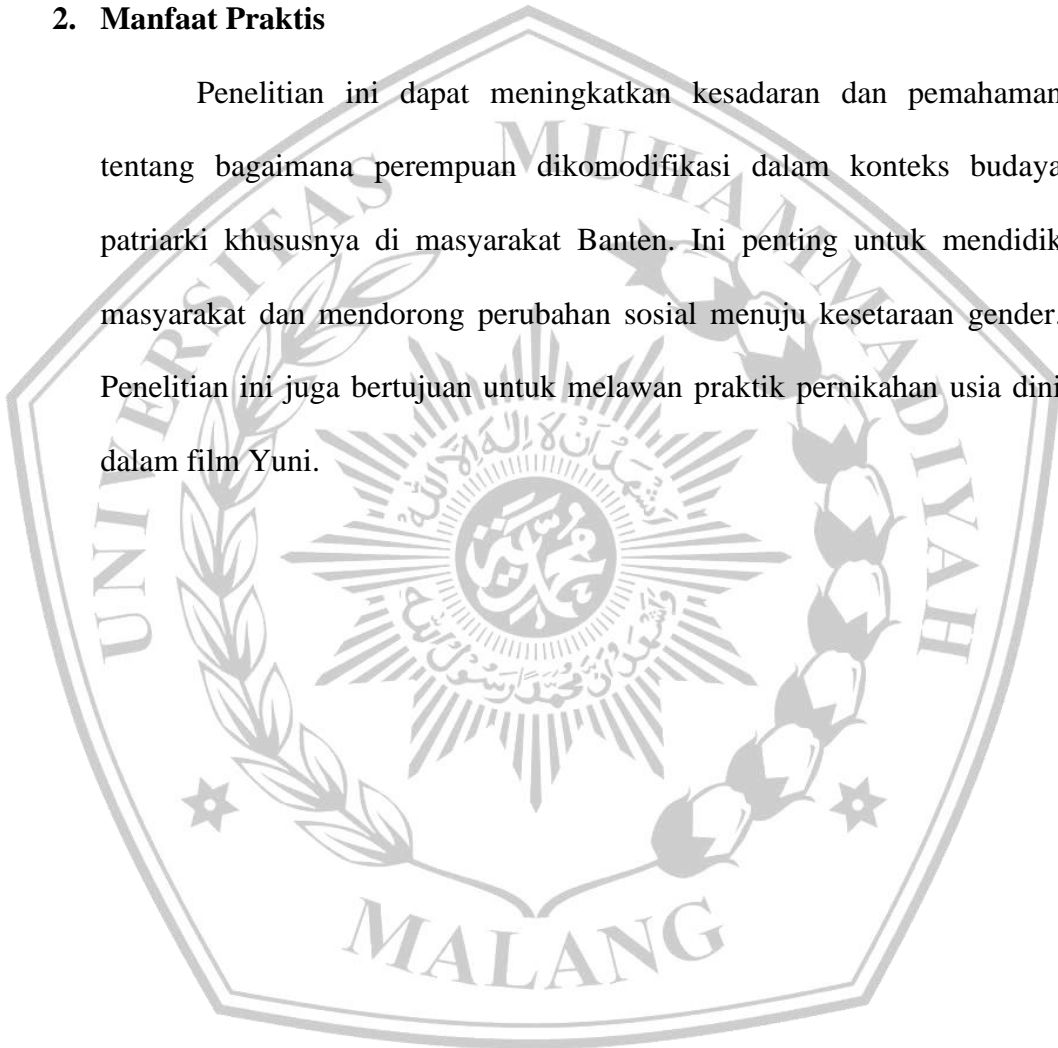 2. Manfaat Praktis
Penelitian ini dapat meningkatkan kesadaran dan pemahaman
tentang bagaimana perempuan dikomodifikasi dalam konteks budaya
patriarki khususnya di masyarakat Banten. Ini penting untuk mendidik
masyarakat dan mendorong perubahan sosial menuju kesetaraan gender.
Penelitian ini juga bertujuan untuk melawan praktik pernikahan usia dini
dalam film Yuni.
UNIVERSITAS MUHAMMADIYAH
MALANG